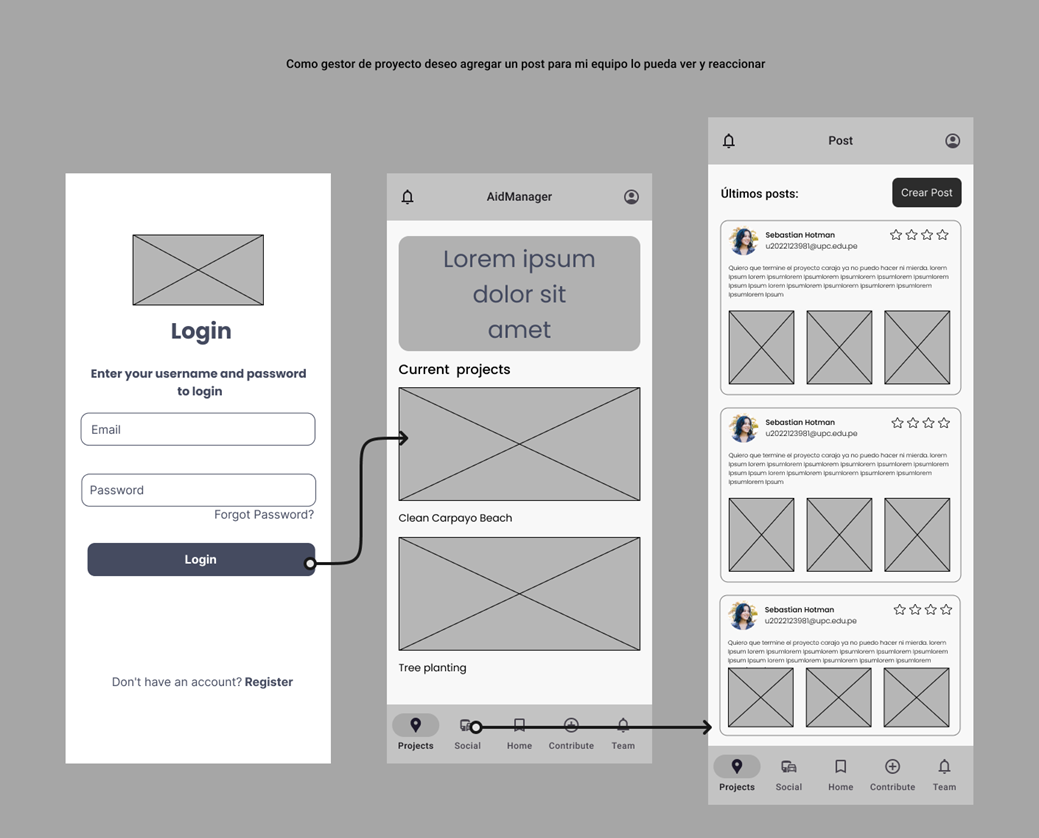 Como gestor de proyecto deseo agregar un post para mi equipo lo pueda ver y reaccionar
Login
Enter your username and password
to login
Email
Password
Forgot Password?
Login
Don't have an account? Register
AidManager
Lorem ipsum
dolor sit
amet
Current projects
Clean Carpayo Beach
Tree planting
Projects
Social
Home
Contribute
Team
Post
Últimos posts:
Crear Post
Sebastian Hotman
u2022123981@upc.edu.pe
Quiero que termine el proyecto carajo ya no puedo hacer ni mierda. lorem
Ipsum lorem Ipsumlorem Ipsumlorem Ipsumlorem Ipsumlorem Ipsumlorem
Ipsum lorem Ipsumlorem Ipsumlorem Ipsumlorem Ipsumlorem
Ipsumlorem Ipsum
Sebastian Hotman
u2022123981@upc.edu.pe
Quiero que termine el proyecto carajo ya no puedo hacer ni mierda. lorem
Ipsum lorem Ipsumlorem Ipsumlorem Ipsumlorem Ipsumlorem Ipsumlorem
Ipsum lorem Ipsumlorem Ipsumlorem Ipsumlorem Ipsumlorem
Ipsumlorem Ipsum
Sebastian Hotman
u2022123981@upc.edu.pe
Quiero que termine el proyecto carajo ya no puedo hacer ni mierda. lorem
Ipsum lorem Ipsumlorem Ipsumlorem Ipsumlorem Ipsumlorem Ipsumlorem
Ipsum lorem Ipsumlorem Ipsumlorem Ipsumlorem Ipsumlorem
Projects
Social
Home
Contribute
Team